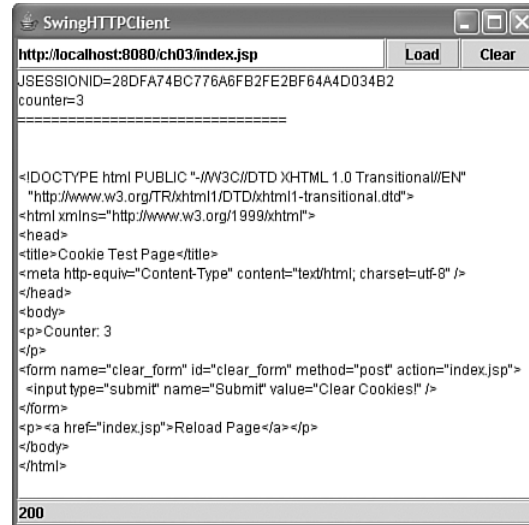 SwingHTTPClient
http://localhost:8080/ch03/index.jsp Load Clear
JSESSIONID=28DFA74BC776A6FB2FE2BF64A4D034B2
counter=3
================================
<!DOCTYPE html PUBLIC "-//W3C//DTD XHTML 1.0 Transitional//EN"
"http://www.w3.org/TR/xhtml1/DTD/xhtml1-transitional.dtd">
<html xmlns="http://www.w3.org/1999/xhtml">
<head>
<title>Cookie Test Page</title>
<meta http-equiv="Content-Type" content="text/html; charset=utf-8" />
</head>
<body>
<p>Counter: 3
</p>
<form name="clear_form" id="clear_form" method="post" action="index.jsp">
<input type="submit" name="Submit" value="Clear Cookies!" />
</form>
<p><a href="index.jsp">Reload Page</a></p>
</body>
</html>
200